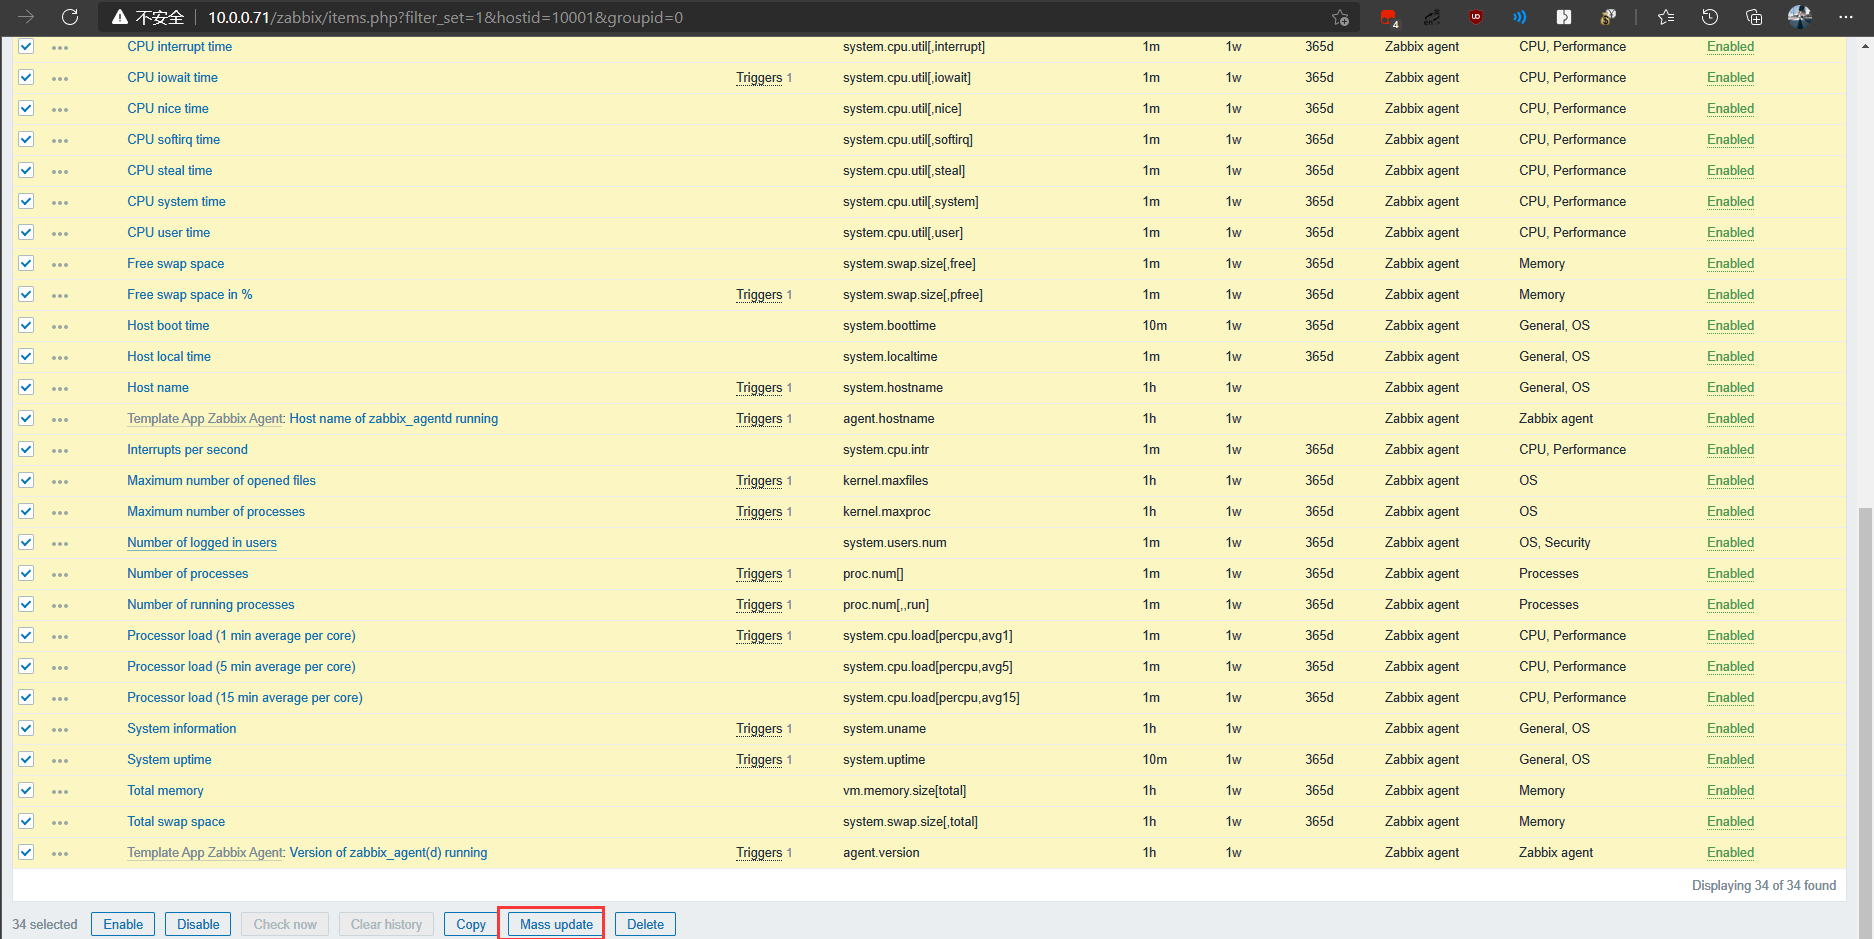 不安全 10.0.0.71/zabbix/items.php?filter_set=1&hostid=10001&groupid=0 4 en UD
CPU interrupt time system.cpu.util[,interrupt] 1m 1w 365d Zabbix agent CPU, Performance Enabled
CPU iowait time Triggers 1 system.cpu.util[,iowait] 1m 1w 365d Zabbix agent CPU, Performance Enabled
CPU nice time system.cpu.util[,nice] 1m 1w 365d Zabbix agent CPU, Performance Enabled
CPU softirq time system.cpu.util[,softirq] 1m 1w 365d Zabbix agent CPU, Performance Enabled
CPU steal time system.cpu.util[,steal] 1m 1w 365d Zabbix agent CPU, Performance Enabled
CPU system time system.cpu.util[,system] 1m 1w 365d Zabbix agent CPU, Performance Enabled
CPU user time system.cpu.util[,user] 1m 1w 365d Zabbix agent CPU, Performance Enabled
Free swap space system.swap.size[,free] 1m 1w 365d Zabbix agent Memory Enabled
Free swap space in % Triggers 1 system.swap.size[,pfree] 1m 1w 365d Zabbix agent Memory Enabled
Host boot time system.boottime 10m 1w 365d Zabbix agent General, OS Enabled
Host local time system.localtime 1m 1w 365d Zabbix agent General, OS Enabled
Host name Triggers 1 system.hostname 1h 1w Zabbix agent General, OS Enabled
Template App Zabbix Agent: Host name of zabbix_agentd running Triggers 1 agent.hostname 1h 1w Zabbix agent Zabbix agent Enabled
Interrupts per second system.cpu.intr 1m 1w 365d Zabbix agent CPU, Performance Enabled
Maximum number of opened files Triggers 1 kernel.maxfiles 1h 1w 365d Zabbix agent OS Enabled
Maximum number of processes Triggers 1 kernel.maxproc 1h 1w 365d Zabbix agent OS Enabled
Number of logged in users system.users.num 1m 1w 365d Zabbix agent OS, Security Enabled
Number of processes Triggers 1 proc.num[] 1m 1w 365d Zabbix agent Processes Enabled
Number of running processes Triggers 1 proc.num[,,run] 1m 1w 365d Zabbix agent Processes Enabled
Processor load (1 min average per core) Triggers 1 system.cpu.load[percpu,avg1] 1m 1w 365d Zabbix agent CPU, Performance Enabled
Processor load (5 min average per core) system.cpu.load[percpu,avg5] 1m 1w 365d Zabbix agent CPU, Performance Enabled
Processor load (15 min average per core) system.cpu.load[percpu,avg15] 1m 1w 365d Zabbix agent CPU, Performance Enabled
System information Triggers 1 system.uname 1h 1w Zabbix agent General, OS Enabled
System uptime Triggers 1 system.uptime 10m 1w 365d Zabbix agent General, OS Enabled
Total memory vm.memory.size[total] 1h 1w 365d Zabbix agent Memory Enabled
Total swap space system.swap.size[,total] 1h 1w 365d Zabbix agent Memory Enabled
Template App Zabbix Agent: Version of zabbix_agent(d) running Triggers 1 agent.version 1h 1w Zabbix agent Zabbix agent Enabled
Displaying 34 of 34 found
34 selected Enable Disable Check now Clear history Copy Mass update Delete